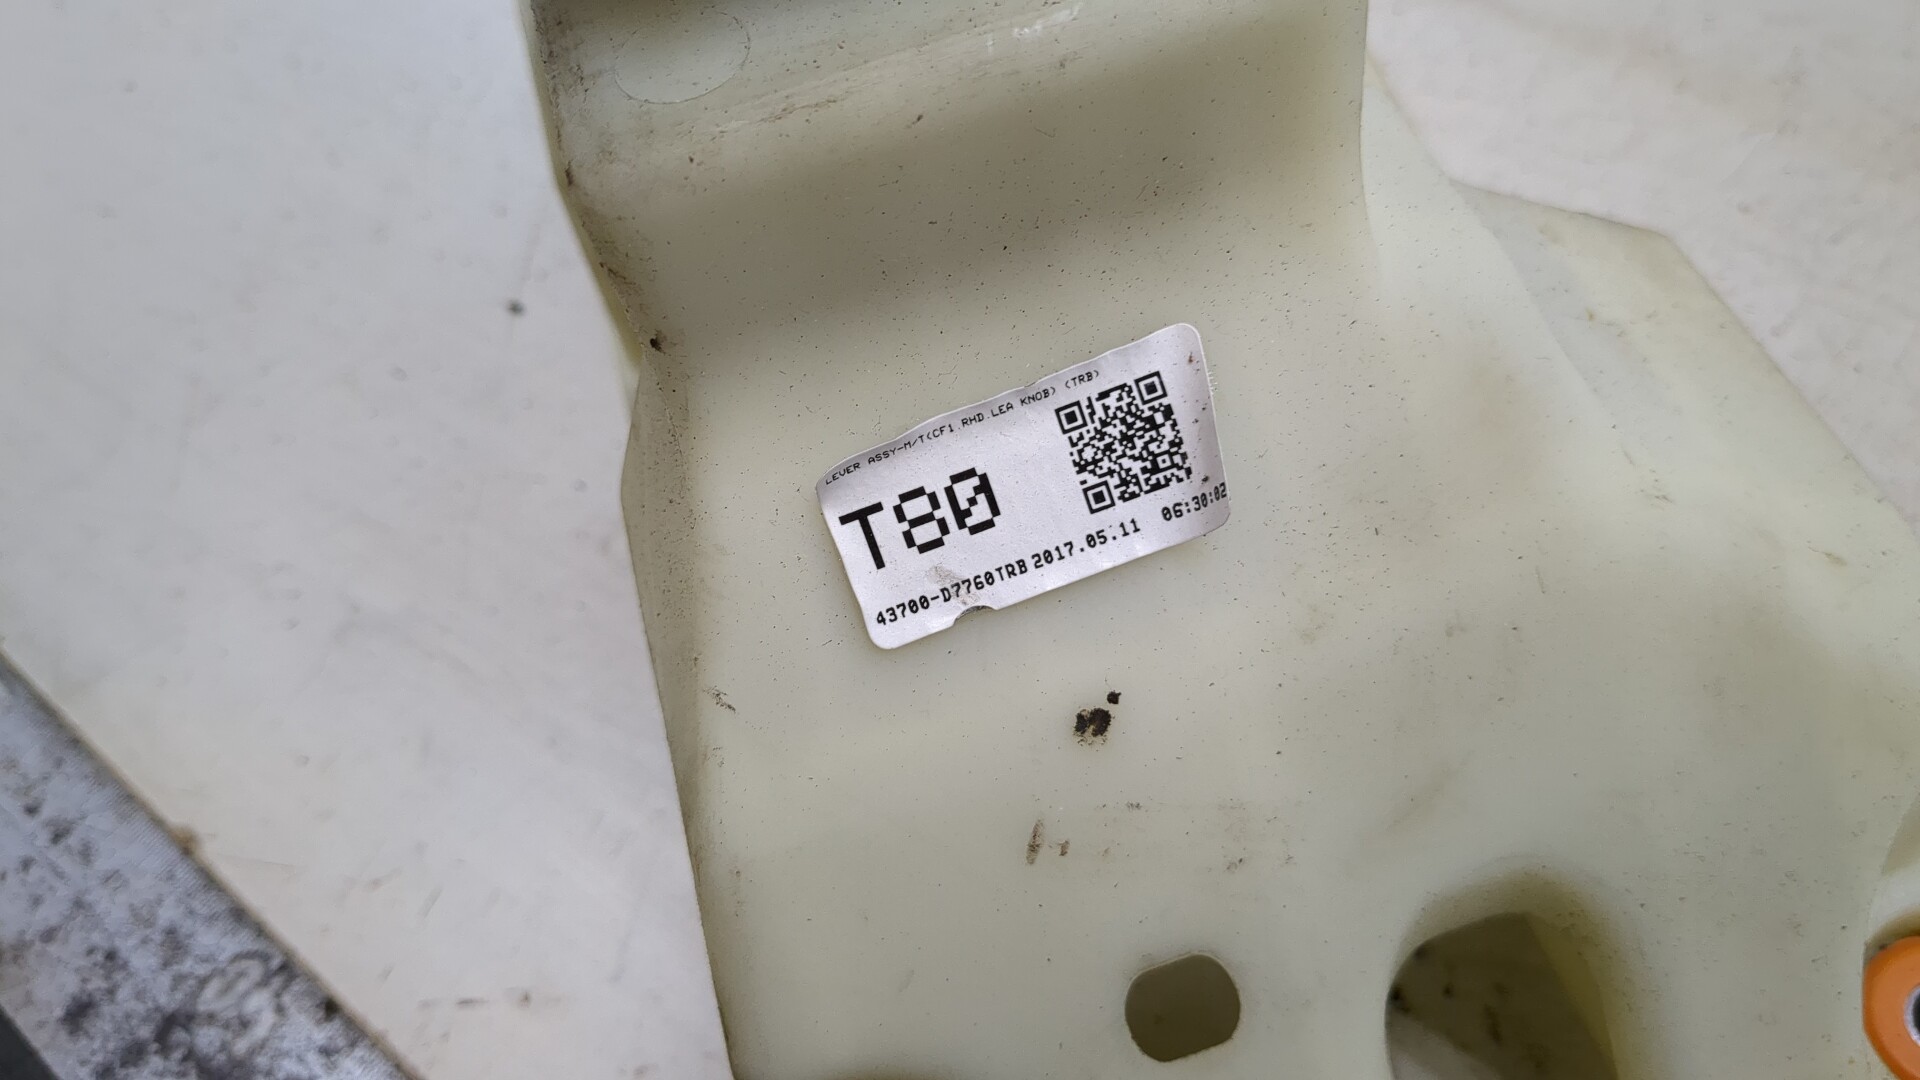 LEVER ASSY-M/T(CF1.RHD.LEA KNOB) (TRB)
T80
43700-D7760TRB 2017.05.11 06:30:02